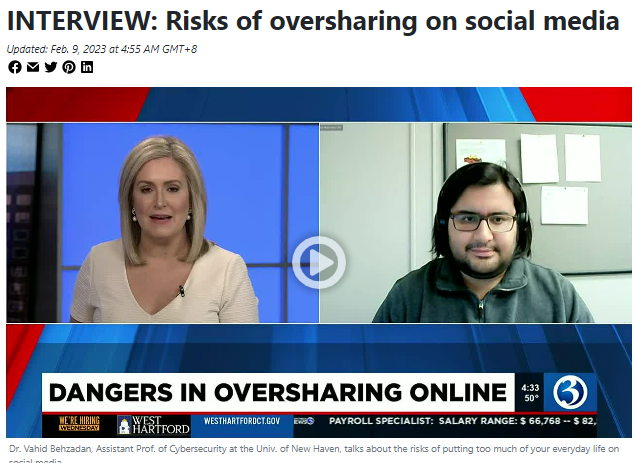 INTERVIEW: Risks of oversharing on social media
Updated: Feb. 9, 2023 at 4:55 AM GMT+8
DANGERS IN OVERSHARING ONLINE
4:33
50°
3
WE'RE HIRING
WEDNESDAY
WEST
HARTFORD
WESTHARTFORDCT.GOV
PAYROLL SPECIALIST: SALARY RANGE: $ 66,768 -- $ 82,
Dr. Vahid Behzadan, Assistant Prof. of Cybersecurity at the Univ. of New Haven, talks about the risks of putting too much of your everyday life on
social media